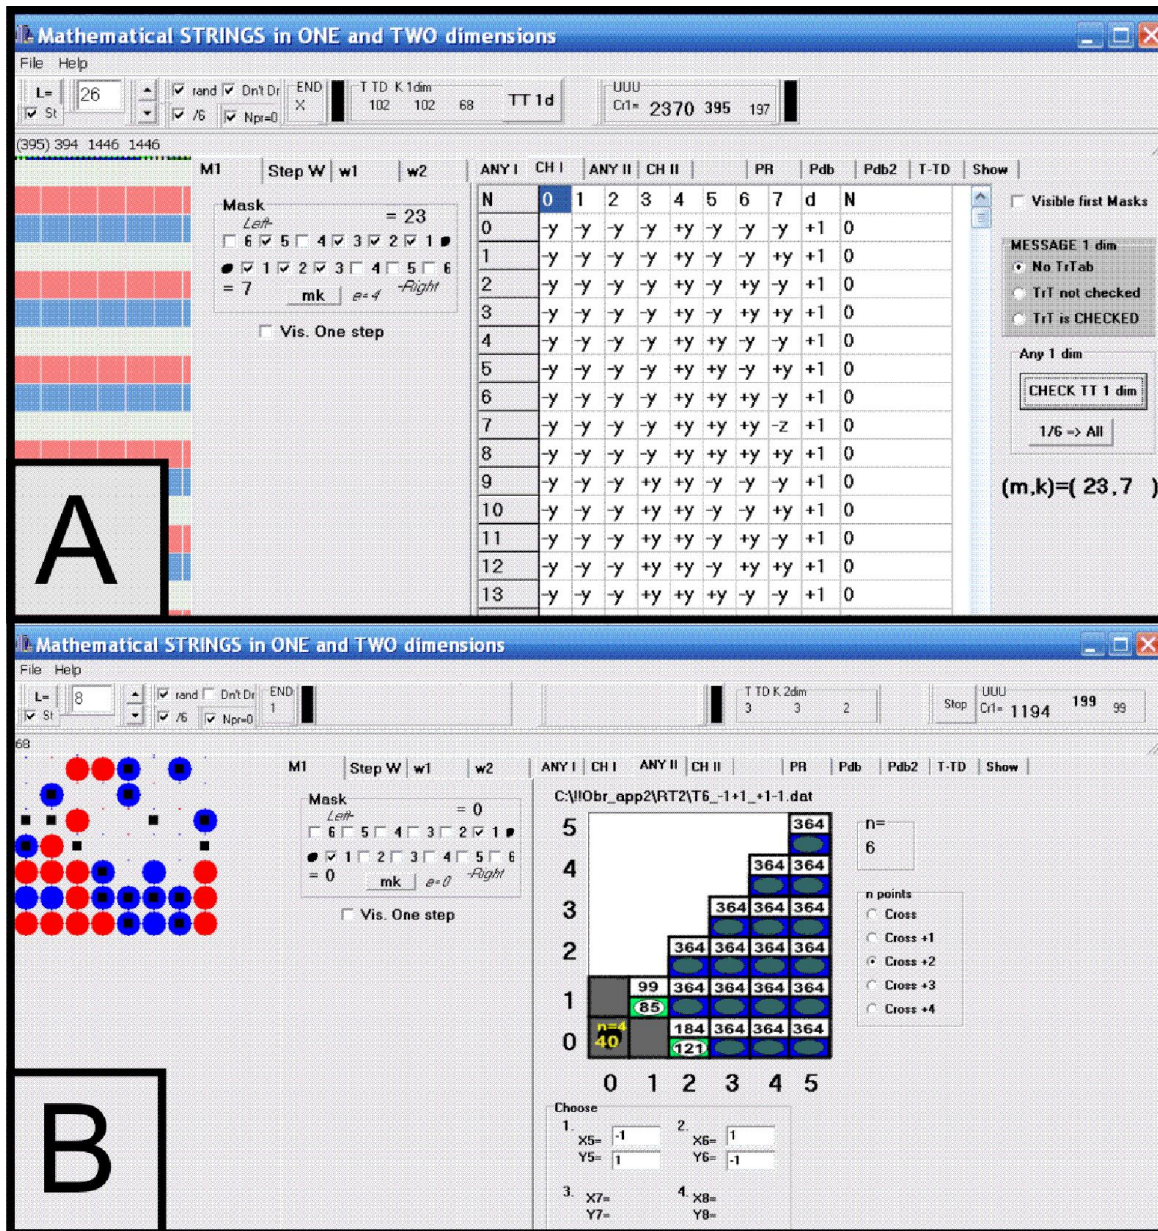 Mathematical STRINGS in ONE and TWO dimensions
File Help
L= 26 rand Dn't Dr END T TD K 1dim UUU
St /6 Npr=0 X 102 102 68 TT 1d Cr1= 2370 395 197
(395) 394 1446 1446
M1 Step W w1 w2 ANY I CH I ANY II CH II PR Pdb Pdb2 T-TD Show
Mask
Left- = 23
6 5 4 3 2 1
1 2 3 4 5 6
= 7 mk e=4 -Right
Vis. One step
N 0 1 2 3 4 5 6 7 d N
0 -y -y -y -y +y -y -y -y +1 0
1 -y -y -y -y +y -y -y +y +1 0
2 -y -y -y -y +y -y +y -y +1 0
3 -y -y -y -y +y -y +y +y +1 0
4 -y -y -y -y +y +y -y -y +1 0
5 -y -y -y -y +y +y -y +y +1 0
6 -y -y -y -y +y +y +y -y +1 0
7 -y -y -y -y +y +y +y -z +1 0
8 -y -y -y -y +y +y +y +y +1 0
9 -y -y -y +y +y -y -y -y +1 0
10 -y -y -y +y +y -y -y +y +1 0
11 -y -y -y +y +y -y +y -y +1 0
12 -y -y -y +y +y -y +y +y +1 0
13 -y -y -y +y +y +y -y -y +1 0
Visible first Masks
MESSAGE 1 dim
No TrTab
TrT not checked
TrT is CHECKED
Any 1 dim
CHECK TT 1 dim
1/6 => All
(m,k)=( 23,7 )
A
Mathematical STRINGS in ONE and TWO dimensions
File Help
L= 8 rand Dn't Dr END T TD K 2dim UUU
St /6 Npr=0 1 3 3 2 Stop Cr1= 1194 199 99
68
M1 Step W w1 w2 ANY I CH I ANY II CH II PR Pdb Pdb2 T-TD Show
Mask
Left- = 0
6 5 4 3 2 1
1 2 3 4 5 6
= 0 mk e=0 -Right
Vis. One step
C:\!!Obr_app2\RT2\T6_-1+1_+1-1.dat
5 364
4 364 364
3 364 364 364
2 364 364 364 364
1 99 364 364 364 364
85
0 n=4 184 364 364 364
40 121
0 1 2 3 4 5
n=
6
n points
Cross
Cross +1
Cross +2
Cross +3
Cross +4
Choose
1. X5= -1 2. X6= 1
Y5= 1 Y6= -1
3. X7= 4. X8=
Y7= Y8=
B